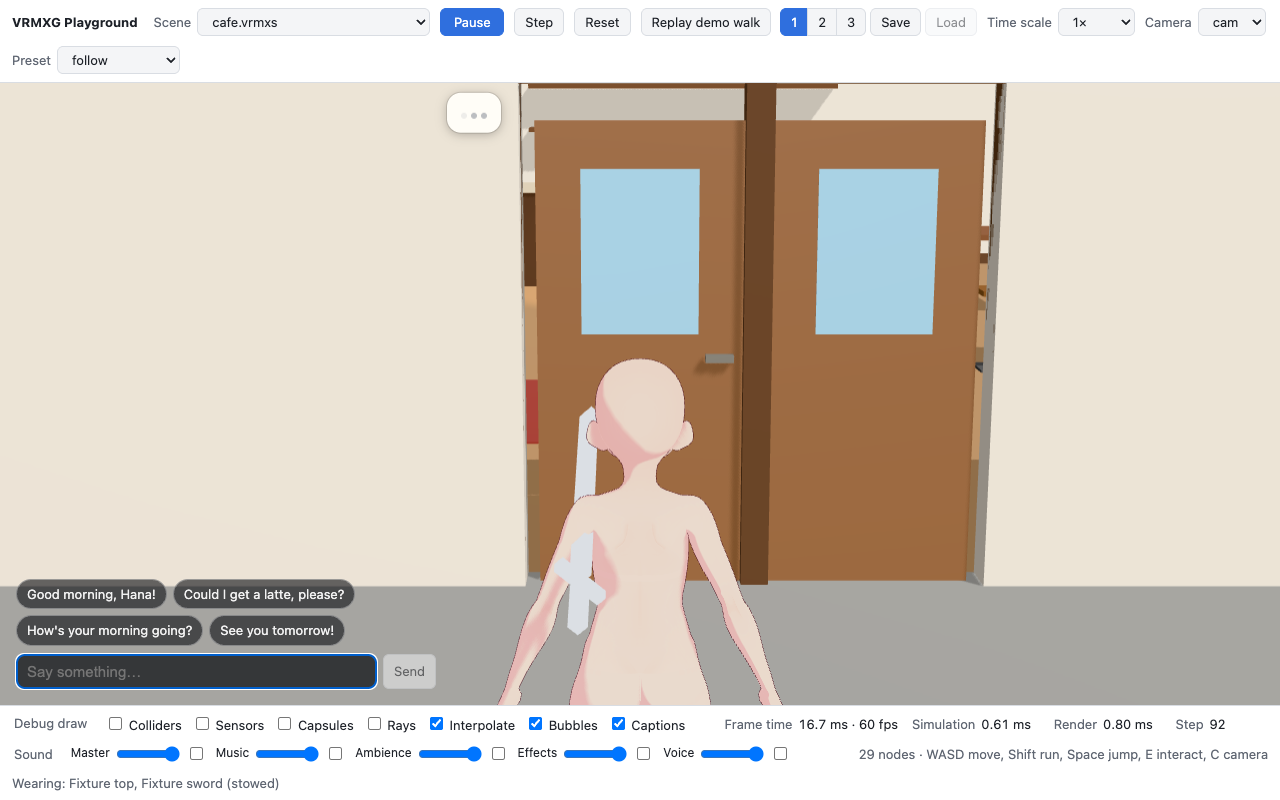 VRMXG Playground Scene cafe.vrmxs Pause Step Reset Replay demo walk 1 2 3 Save Load Time scale 1× Camera cam
Preset follow
Good morning, Hana! Could I get a latte, please?
How's your morning going? See you tomorrow!
Say something... Send
Debug draw Colliders Sensors Capsules Rays Interpolate Bubbles Captions Frame time 16.7 ms · 60 fps Simulation 0.61 ms Render 0.80 ms Step 92
Sound Master Music Ambience Effects Voice 29 nodes · WASD move, Shift run, Space jump, E interact, C camera
Wearing: Fixture top, Fixture sword (stowed)